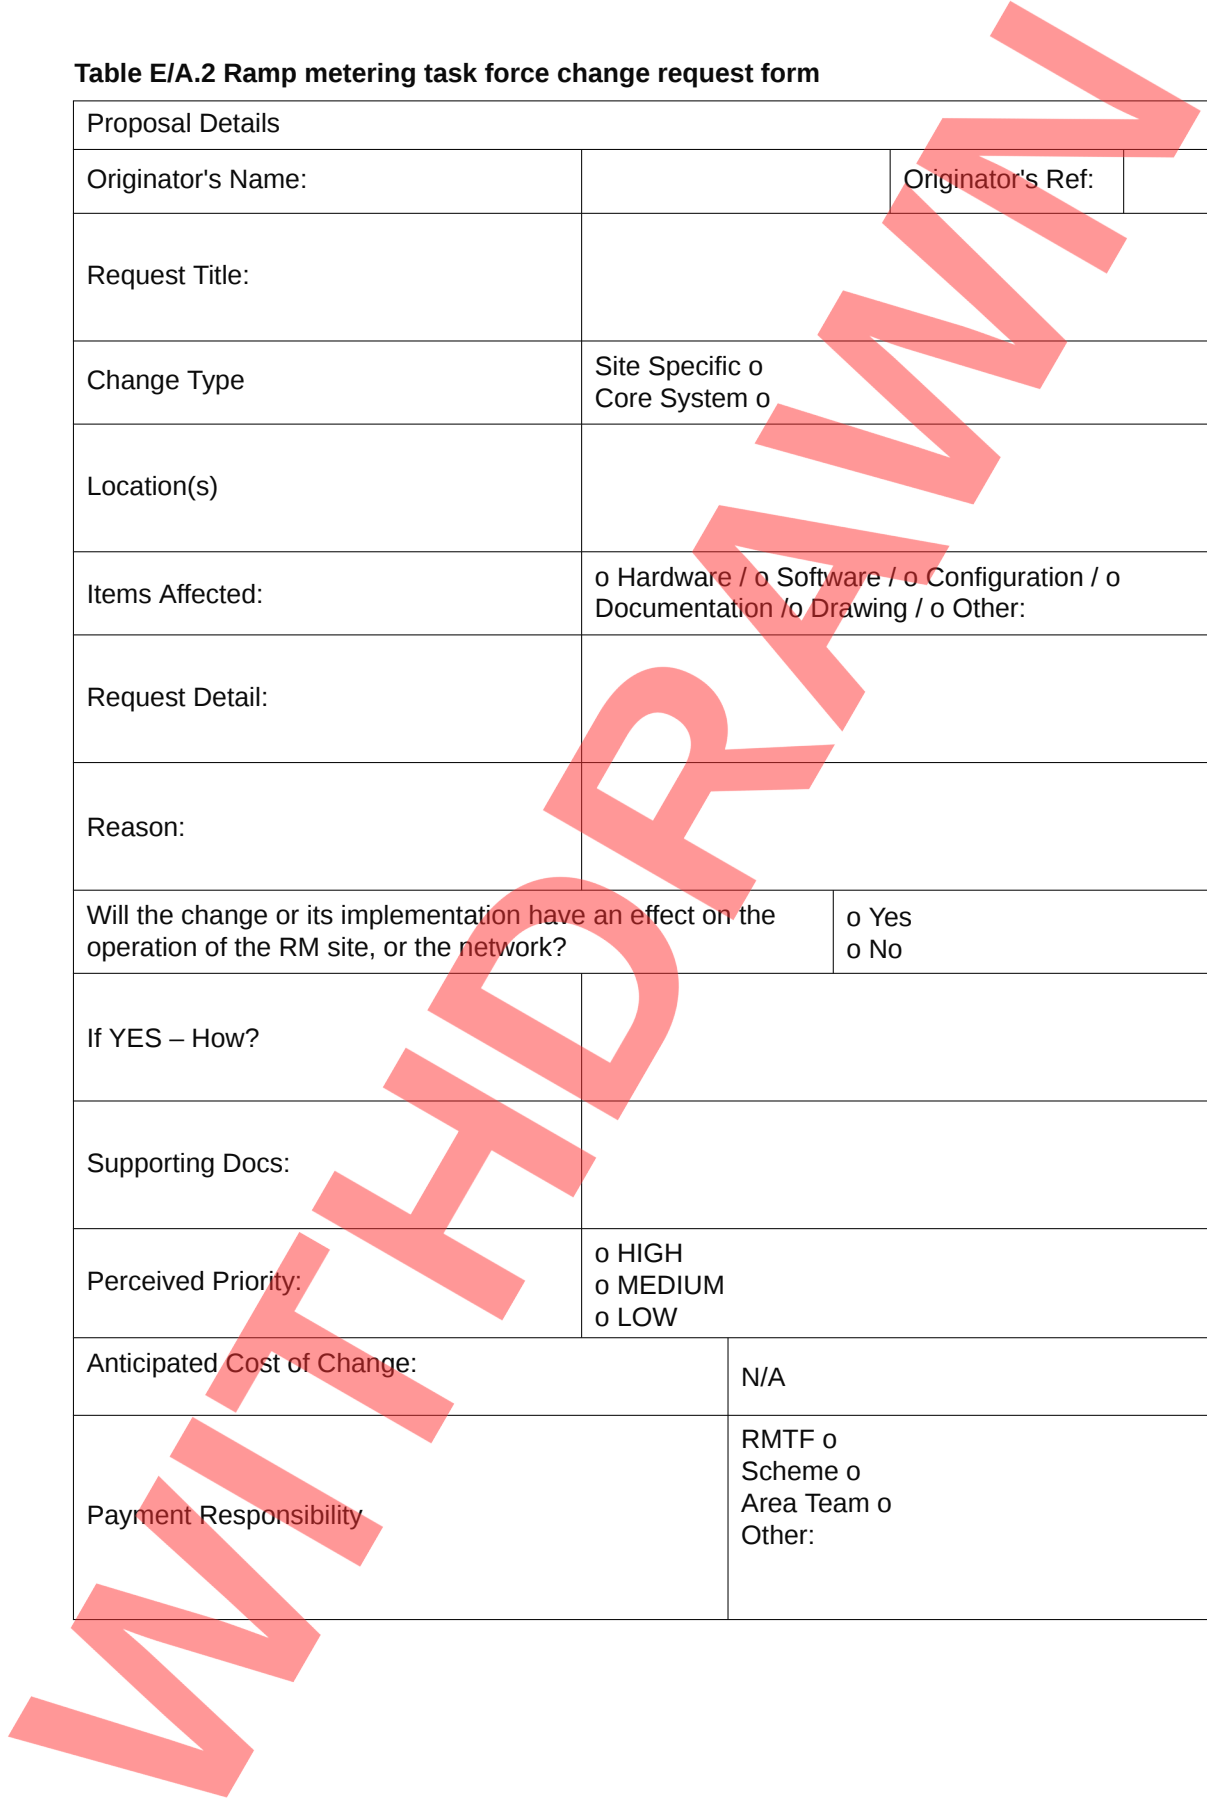 Table E/A.2 Ramp metering task force change request form
Proposal Details
Originator's Name:
Originator's Ref:
Request Title:
Change Type
Site Specific o
Core System o
Location(s)
Items Affected:
o Hardware / o Software / o Configuration / o
Documentation /o Drawing / o Other:
Request Detail:
Reason:
Will the change or its implementation have an effect on the
operation of the RM site, or the network?
o Yes
o No
If YES – How?
Supporting Docs:
Perceived Priority:
o HIGH
o MEDIUM
o LOW
Anticipated Cost of Change:
N/A
Payment Responsibility
RMTF o
Scheme o
Area Team o
Other:
WITHDRAWN